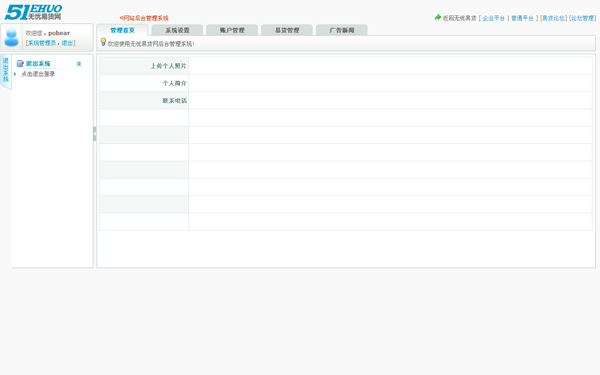 51EHUO
无忧易货网
<网站后台管理系统
返回无忧易货 [ 企业平台 | 普通平台 ] [易货论坛] [论坛管理]
欢迎您，pobear
[系统管理员，退出]
管理首页 系统设置 账户管理 易货管理 广告新闻
欢迎使用无忧易货网后台管理系统!
退出系统
退出系统
点击退出登录
上传个人照片
个人简介
联系电话